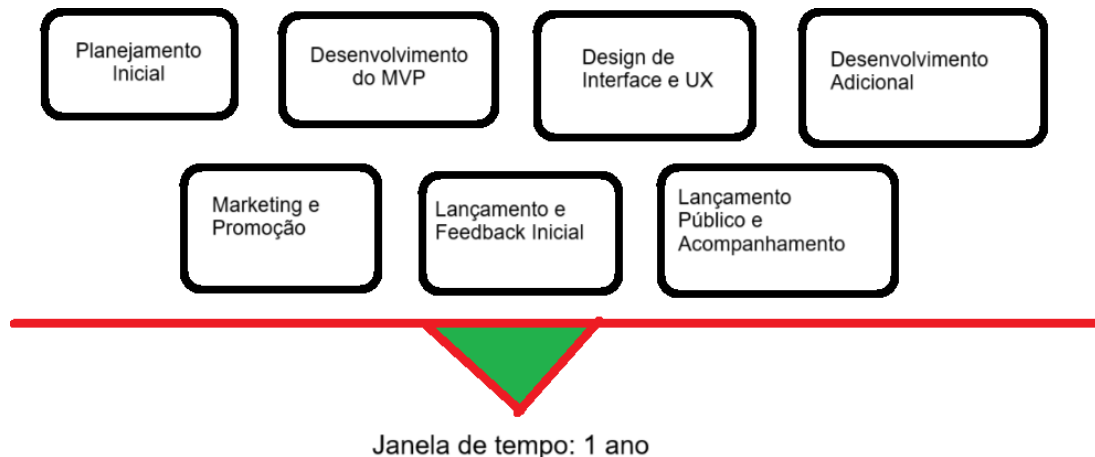 Planejamento
Inicial
Desenvolvimento
do MVP
Design de
Interface e UX
Desenvolvimento
Adicional
Marketing e
Promoção
Lançamento e
Feedback Inicial
Lançamento
Público e
Acompanhamento
Janela de tempo: 1 ano